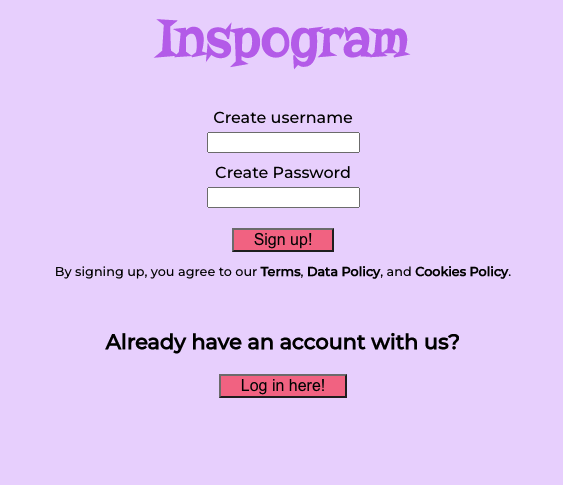 Inspogram
Create username
Create Password
Sign up!
By signing up, you agree to our Terms, Data Policy, and Cookies Policy.
Already have an account with us?
Log in here!